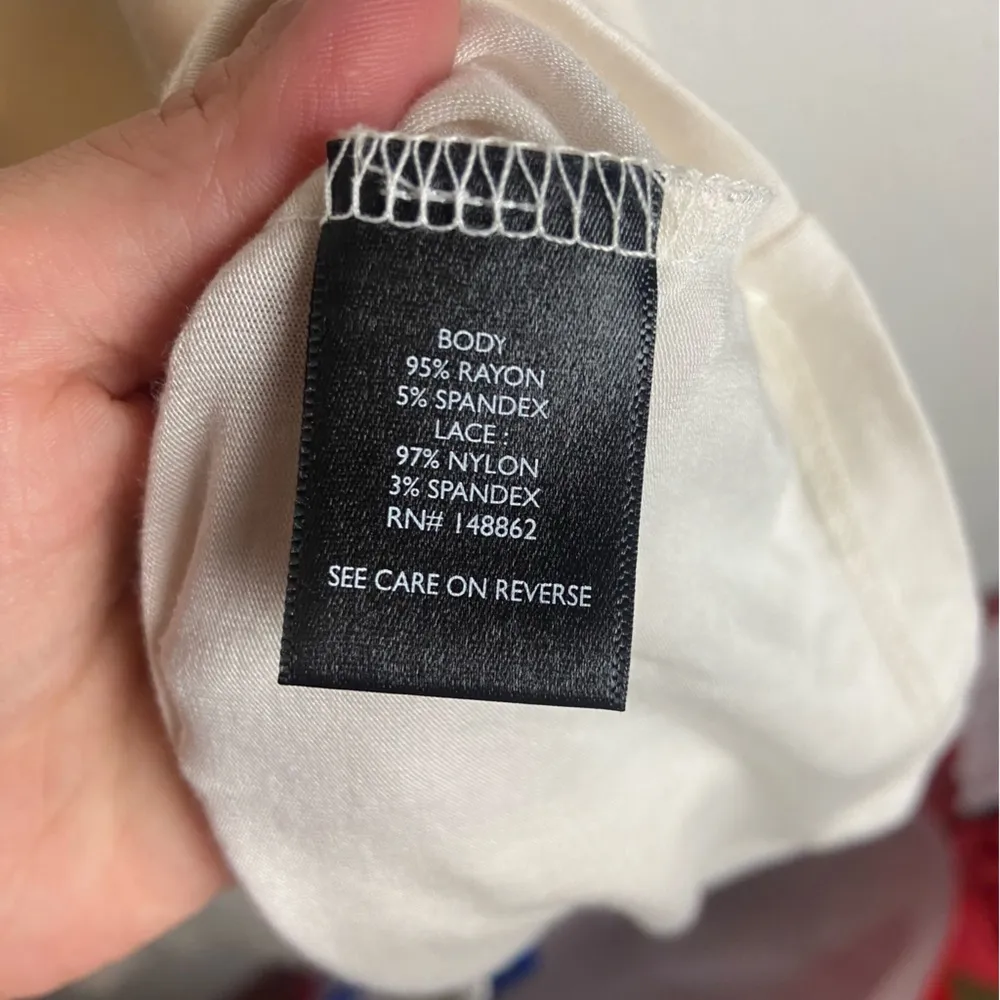 BODY
95% RAYON
5% SPANDEX
LACE :
97% NYLON
3% SPANDEX
RN# 148862
SEE CARE ON REVERSE